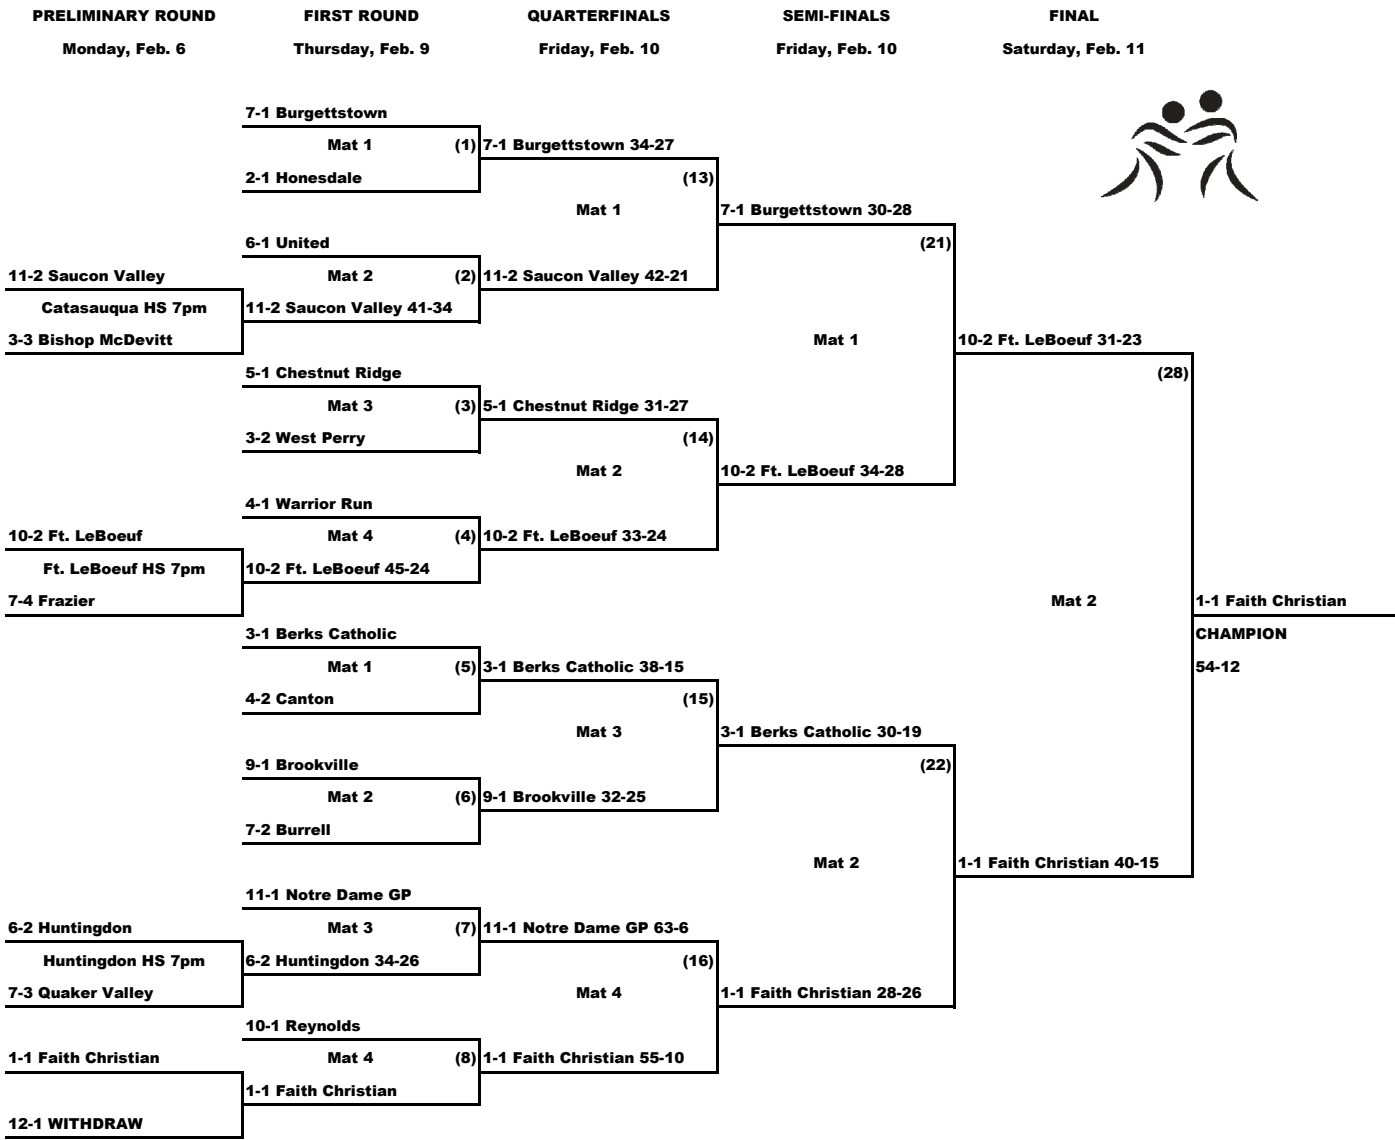 PRELIMINARY ROUND
Monday, Feb. 6
FIRST ROUND
Thursday, Feb. 9
QUARTERFINALS
Friday, Feb. 10
SEMI-FINALS
Friday, Feb. 10
FINAL
Saturday, Feb. 11
11-2 Saucon Valley
Catasauqua HS 7pm
3-3 Bishop McDevitt
10-2 Ft. LeBoeuf
Ft. LeBoeuf HS 7pm
7-4 Frazier
6-2 Huntingdon
Huntingdon HS 7pm
7-3 Quaker Valley
1-1 Faith Christian
12-1 WITHDRAW
7-1 Burgettstown
Mat 1 (1)
2-1 Honesdale
6-1 United
Mat 2 (2)
11-2 Saucon Valley 41-34
5-1 Chestnut Ridge
Mat 3 (3)
3-2 West Perry
4-1 Warrior Run
Mat 4 (4)
10-2 Ft. LeBoeuf 45-24
3-1 Berks Catholic
Mat 1 (5)
4-2 Canton
9-1 Brookville
Mat 2 (6)
7-2 Burrell
11-1 Notre Dame GP
Mat 3 (7)
6-2 Huntingdon 34-26
10-1 Reynolds
Mat 4 (8)
1-1 Faith Christian
7-1 Burgettstown 34-27
(13)
Mat 1
11-2 Saucon Valley 42-21
5-1 Chestnut Ridge 31-27
(14)
Mat 2
10-2 Ft. LeBoeuf 33-24
3-1 Berks Catholic 38-15
(15)
Mat 3
9-1 Brookville 32-25
11-1 Notre Dame GP 63-6
(16)
Mat 4
1-1 Faith Christian 55-10
7-1 Burgettstown 30-28
(21)
Mat 1
10-2 Ft. LeBoeuf 34-28
3-1 Berks Catholic 30-19
(22)
Mat 2
1-1 Faith Christian 28-26
10-2 Ft. LeBoeuf 31-23
(28)
Mat 2
1-1 Faith Christian 40-15
1-1 Faith Christian
CHAMPION
54-12